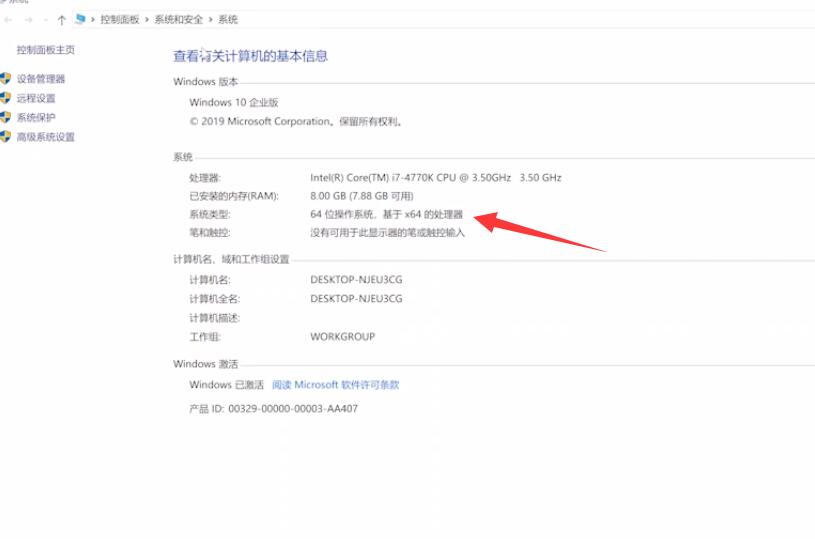 控制面板 > 系统和安全 > 系统
控制面板主页
设备管理器
远程设置
系统保护
高级系统设置
查看有关计算机的基本信息
Windows 版本
Windows 10 企业版
© 2019 Microsoft Corporation。保留所有权利。
系统
处理器: Intel(R) Core(TM) i7-4770K CPU @ 3.50GHz 3.50 GHz
已安装的内存(RAM): 8.00 GB (7.88 GB 可用)
系统类型: 64 位操作系统，基于 x64 的处理器
笔和触控: 没有可用于此显示器的笔或触控输入
计算机名、域和工作组设置
计算机名: DESKTOP-NJEU3CG
计算机全名: DESKTOP-NJEU3CG
计算机描述:
工作组: WORKGROUP
Windows 激活
Windows 已激活 阅读 Microsoft 软件许可条款
产品 ID: 00329-00000-00003-AA407